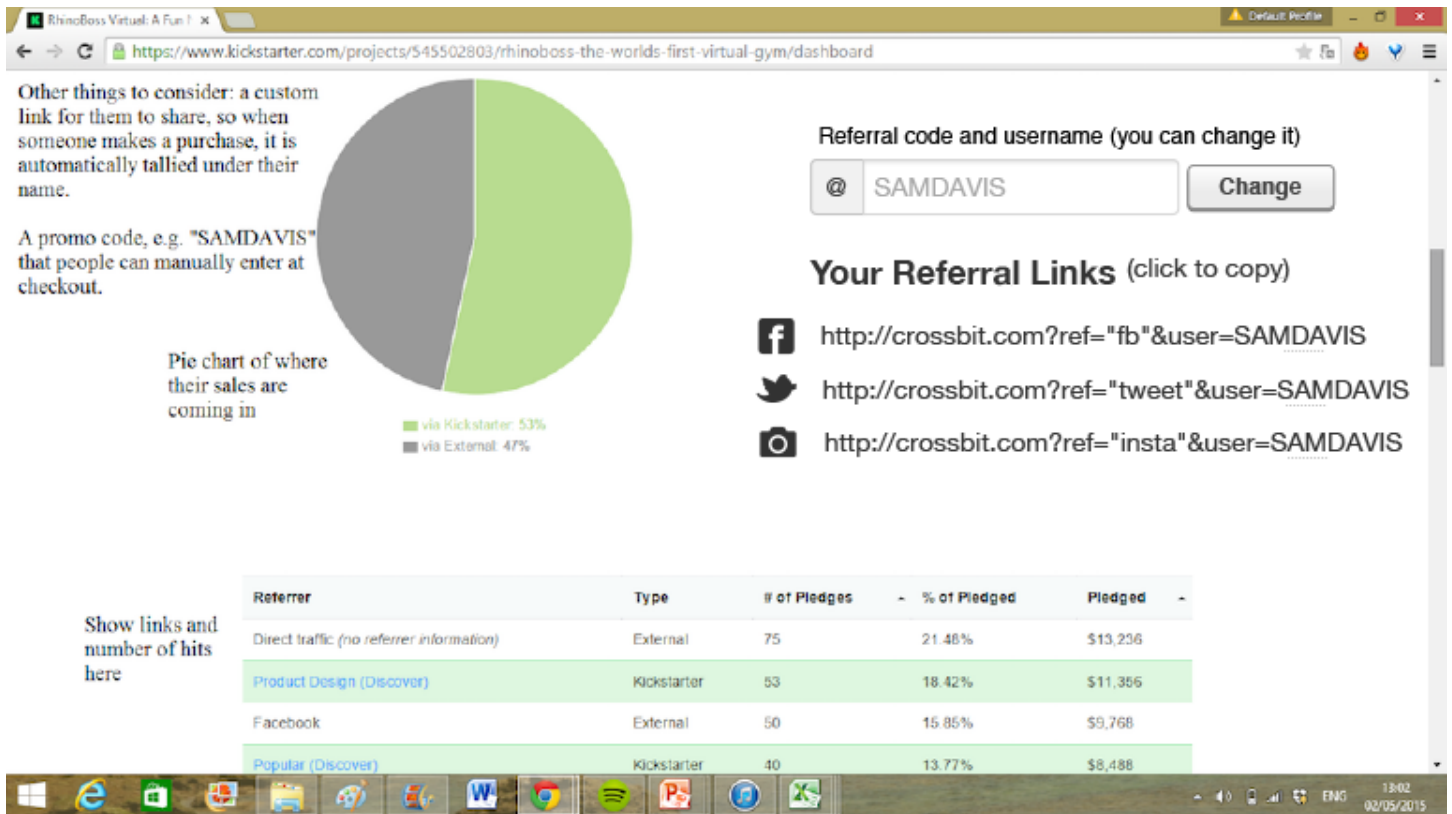 RhinoBoss Virtual: A Fun
Default Profile
https://www.kickstarter.com/projects/545502803/rhinoboss-the-worlds-first-virtual-gym/dashboard
Other things to consider: a custom
link for them to share, so when
someone makes a purchase, it is
automatically tallied under their
name.
A promo code, e.g. "SAMDAVIS"
that people can manually enter at
checkout.
Pie chart of where
their sales are
coming in
via Kickstarter: 53%
via External: 47%
Referral code and username (you can change it)
@ SAMDAVIS Change
Your Referral Links (click to copy)
http://crossbit.com?ref="fb"&user=SAMDAVIS
http://crossbit.com?ref="tweet"&user=SAMDAVIS
http://crossbit.com?ref="insta"&user=SAMDAVIS
Show links and
number of hits
here
Referrer Type # of Pledges % of Pledged Pledged
Direct traffic (no referrer information) External 75 21.48% $13,236
Product Design (Discover) Kickstarter 53 18.42% $11,356
Facebook External 50 15.85% $9,768
Popular (Discover) Kickstarter 40 13.77% $8,488
ENG
13:02
02/05/2015